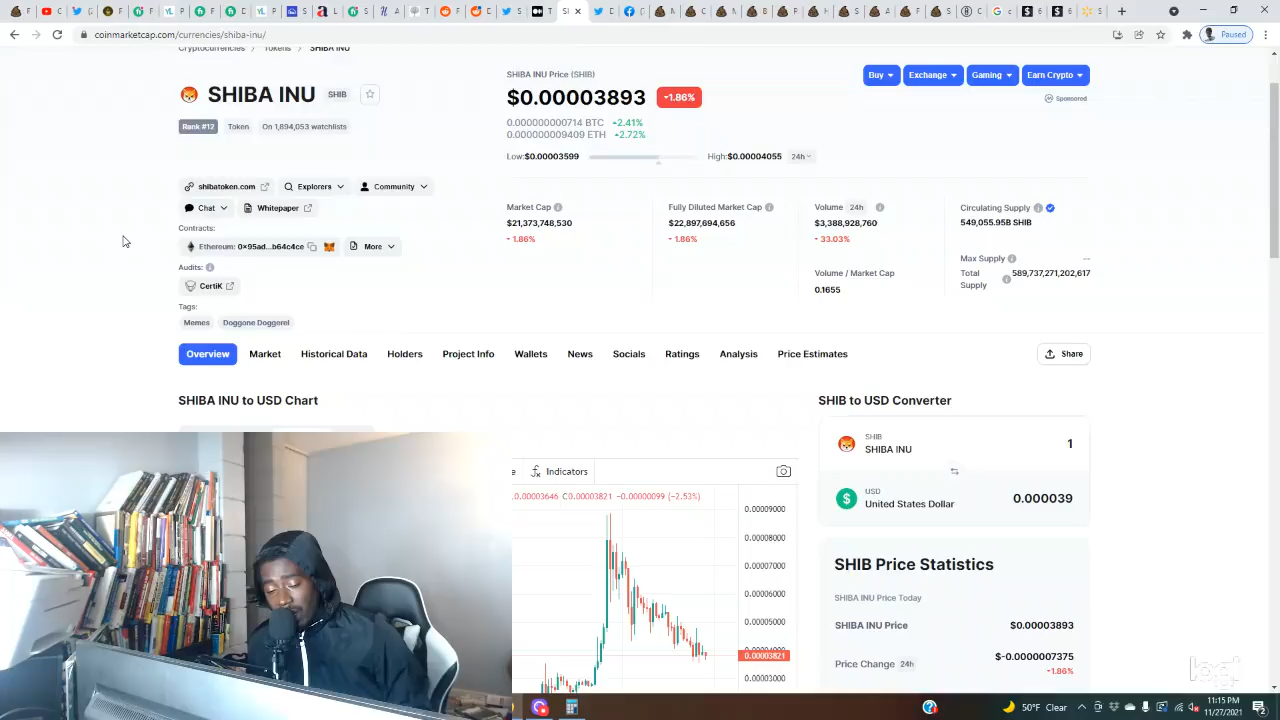 coinmarketcap.com/currencies/shiba-inu/
Paused
Cryptocurrencies > Tokens > SHIBA INU
SHIBA INU SHIB
Rank #12 Token On 1,894,053 watchlists
shibatoken.com Explorers Community
Chat Whitepaper
Contracts:
Ethereum: 0x95ad...b64c4ce More
Audits:
CertiK
Tags:
Memes Doggone Doggerel
SHIBA INU Price (SHIB)
$0.00003893 1.86%
0.000000000714 BTC 2.41%
0.000000009409 ETH 2.72%
Low:$0.00003599 High:$0.00004055 24h
Buy Exchange Gaming Earn Crypto
Sponsored
Market Cap
$21,373,748,530
1.86%
Fully Diluted Market Cap
$22,897,694,656
1.86%
Volume 24h
$3,388,928,760
33.03%
Volume / Market Cap
0.1655
Circulating Supply
549,055.95B SHIB
Max Supply --
Total Supply 589,737,271,202,617
Overview Market Historical Data Holders Project Info Wallets News Socials Ratings Analysis Price Estimates Share
SHIBA INU to USD Chart
SHIB to USD Converter
SHIB
SHIBA INU 1
USD
United States Dollar 0.000039
SHIB Price Statistics
SHIBA INU Price Today
SHIBA INU Price $0.00003893
Price Change 24h $-0.0000007375
1.86%
Indicators
.0.00003646 C0.00003821 −0.00000099 (−2.53%)
0.00009000
0.00008000
0.00007000
0.00006000
0.00005000
0.00003821
0.00003000
50°F Clear
11:15 PM
11/27/2021